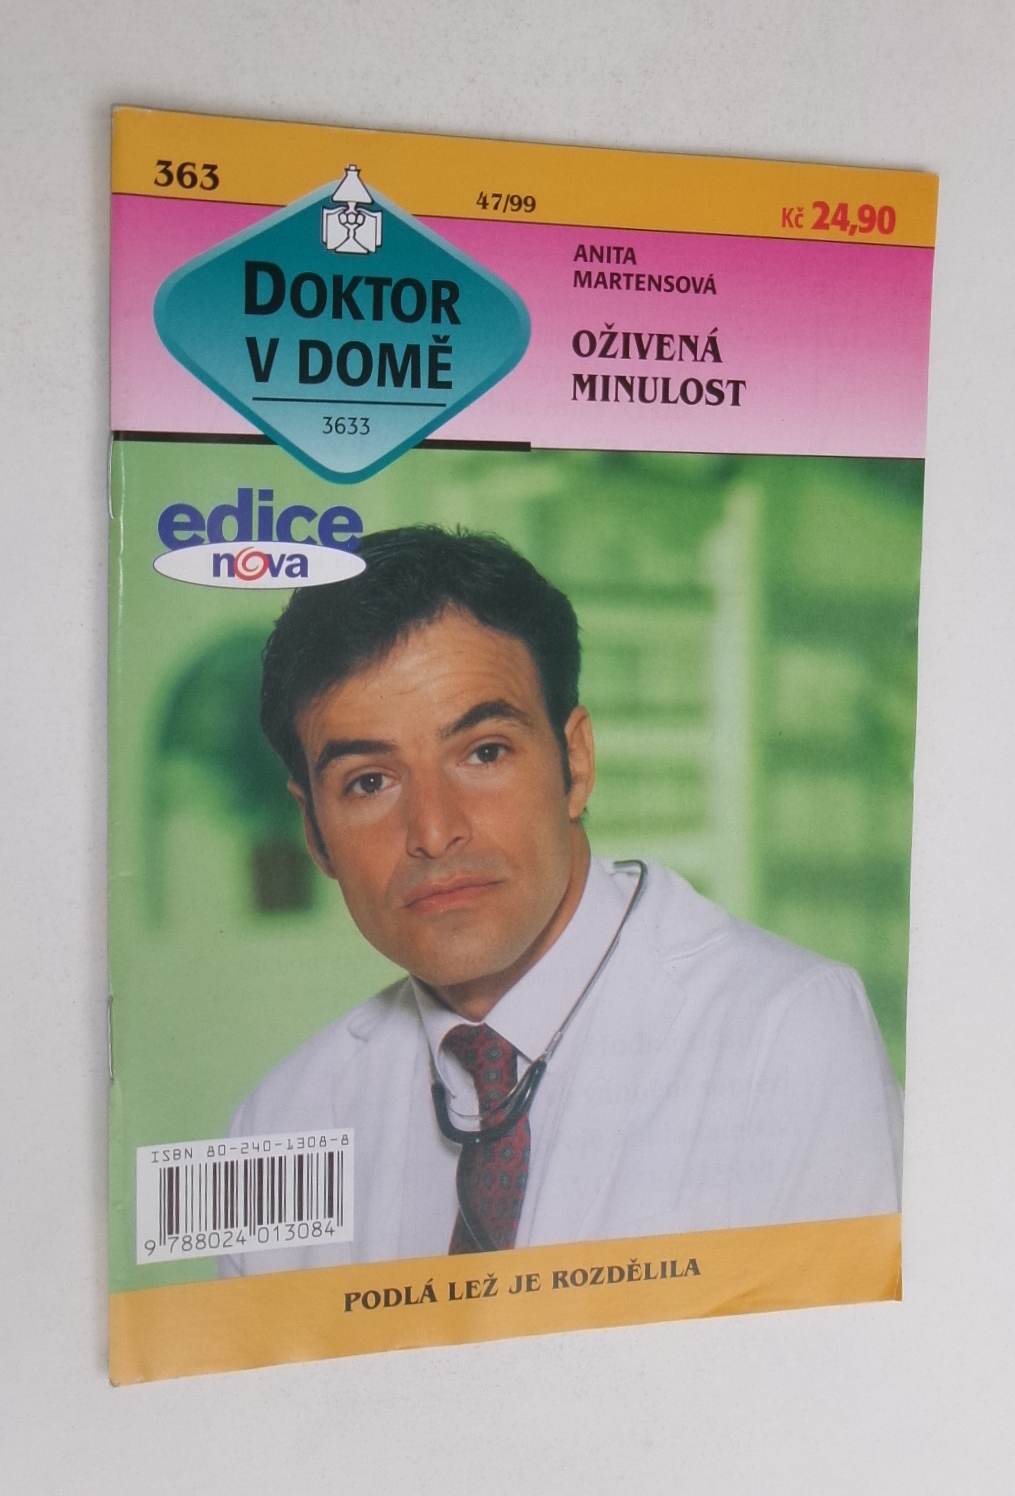 363
47/99
Kč 24,90
DOKTOR
V DOMĚ
3633
ANITA
MARTENSOVÁ
OŽIVENÁ
MINULOST
edice
nova
ISBN 80-240-1308-8
9 788024 013084
PODLÁ LEŽ JE ROZDĚLILA